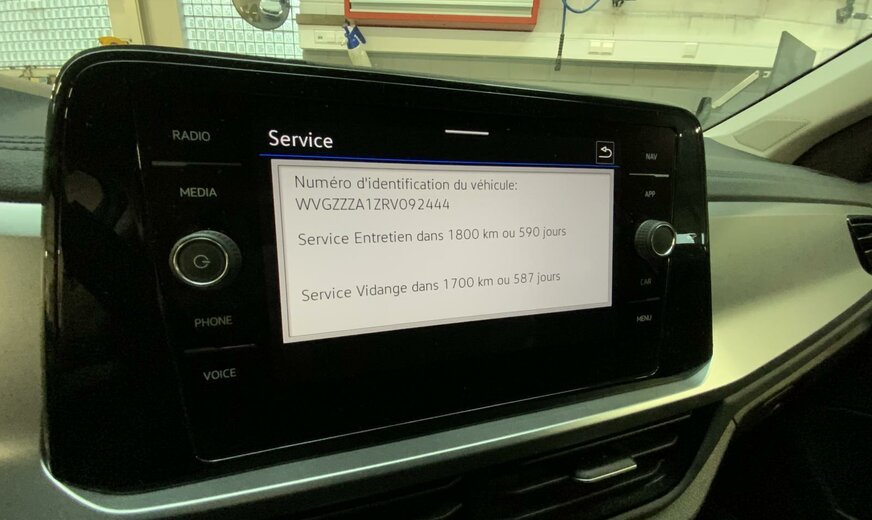 RADIO
MEDIA
PHONE
VOICE
Service
Numéro d'identification du véhicule:
WVGZZZA1ZRV092444
Service Entretien dans 1800 km ou 590 jours
Service Vidange dans 1700 km ou 587 jours
NAV
APP
CAR
MENU